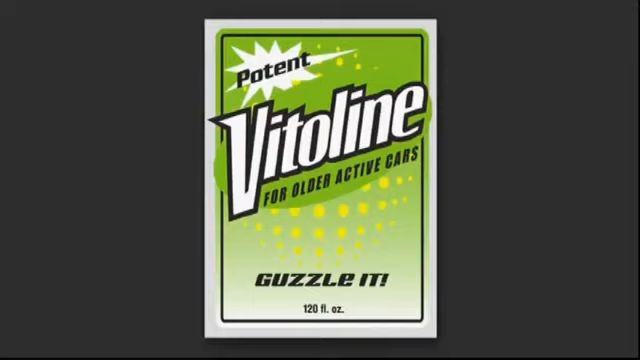 Potent
Vitoline
FOR OLDER ACTIVE CARS
GUZZLE IT!
120 fl. oz.